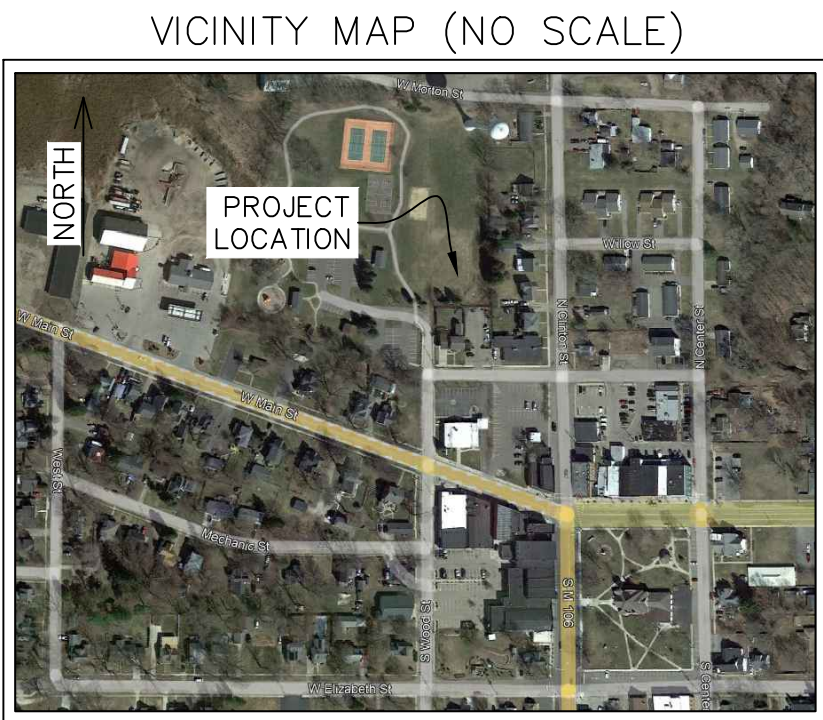 VICINITY MAP (NO SCALE)
W Morton St
NORTH
PROJECT
LOCATION
Willow St
N Clinton St
N Center St
W Main St
W Main St
West St
Mechanic St
S Wood St
S M 106
W Elizabeth St
S Center